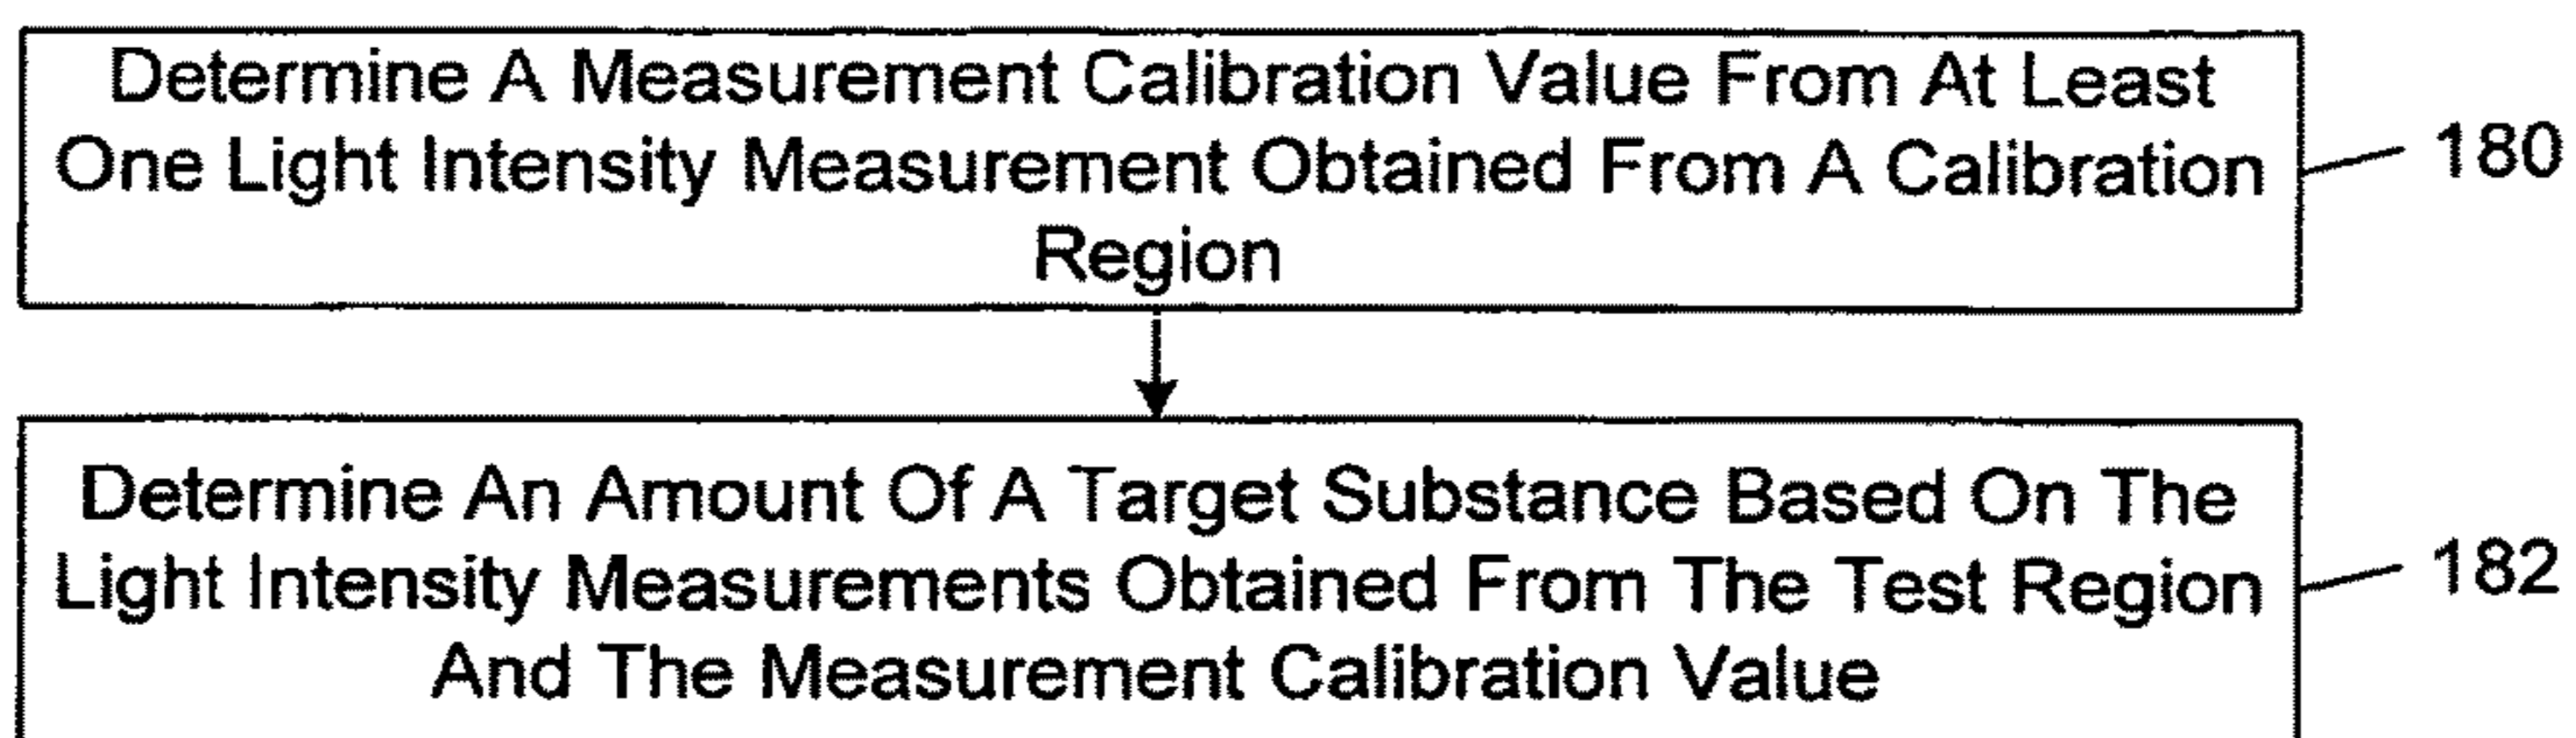 Determine A Measurement Calibration Value From At Least
One Light Intensity Measurement Obtained From A Calibration
Region
180
Determine An Amount Of A Target Substance Based On The
Light Intensity Measurements Obtained From The Test Region
And The Measurement Calibration Value
182